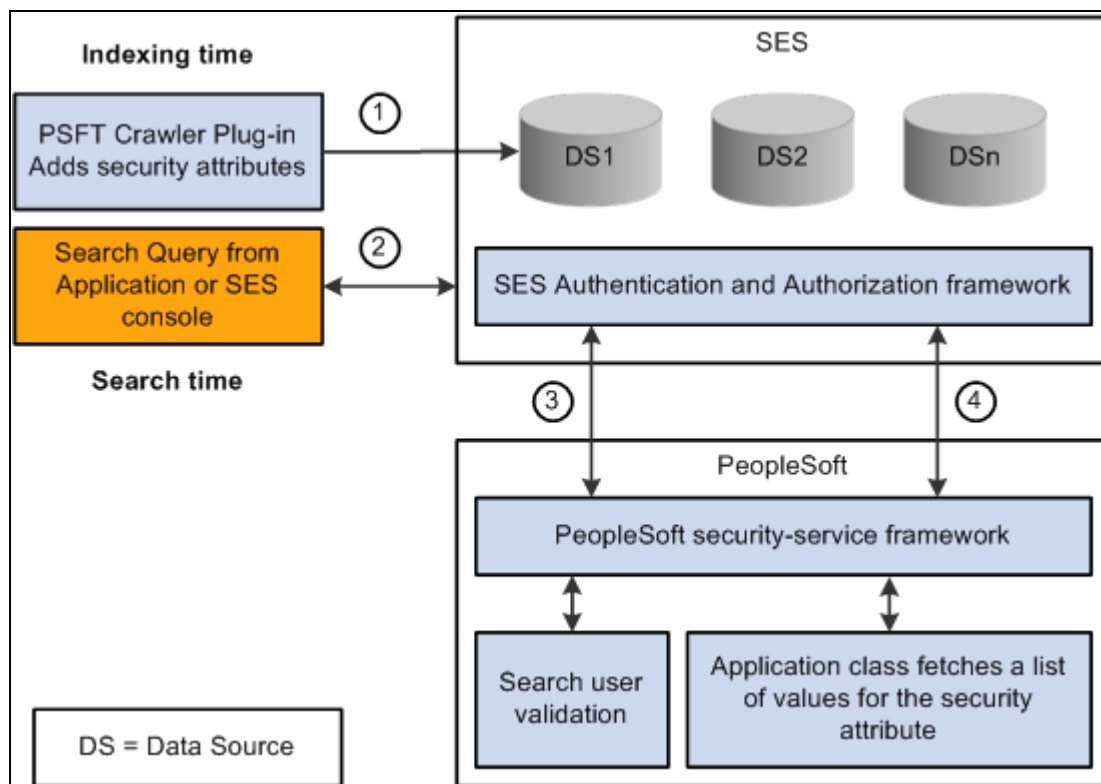 Indexing time
PSFT Crawler Plug-in
Adds security attributes
1
SES
DS1
DS2
DSn
Search Query from
Application or SES
console
2
SES Authentication and Authorization framework
Search time
3
4
PeopleSoft
PeopleSoft security-service framework
Search user
validation
Application class fetches a list
of values for the security
attribute
DS = Data Source